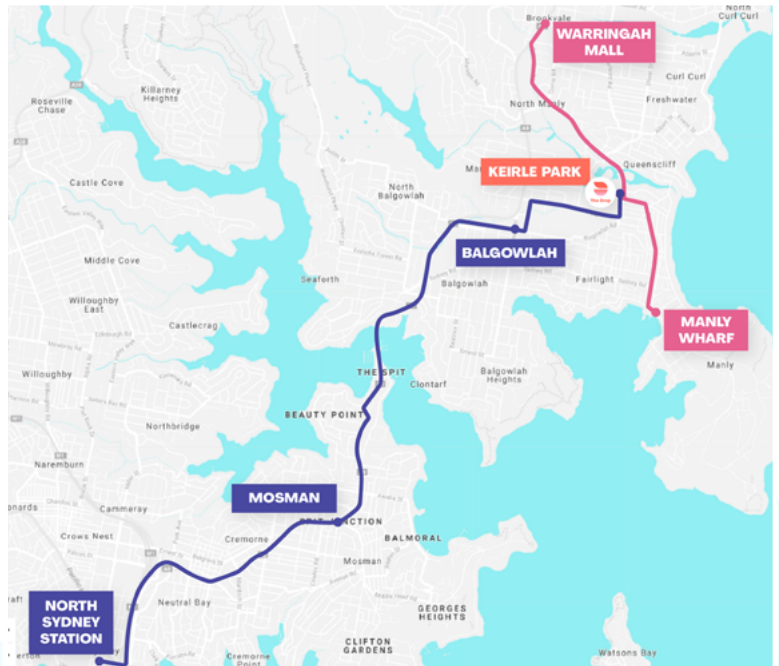 North
Curl Curl
Brookvale
WARRINGAH
MALL
Killarney
Heights
Roseville
Chase
Curl Curl
North Manly
Freshwater
Castle Cove
KEIRLE PARK
Queenscliff
The Drop
North
Balgowlah
BALGOWLAH
Middle Cove
Seaforth
Balgowlah
Fairlight
Willoughby
East
Castlecrag
MANLY
WHARF
Willoughby
THE SPIT
Clontarf
Balgowlah
Heights
Manly
BEAUTY POINT
Northbridge
Naremburn
MOSMAN
Cammeray
JUNCTION
Crows Nest
Cremorne
BALMORAL
Mosman
NORTH
SYDNEY
STATION
Neutral Bay
GEORGES
HEIGHTS
CLIFTON
GARDENS
Cremorne
Point
Watsons Bay